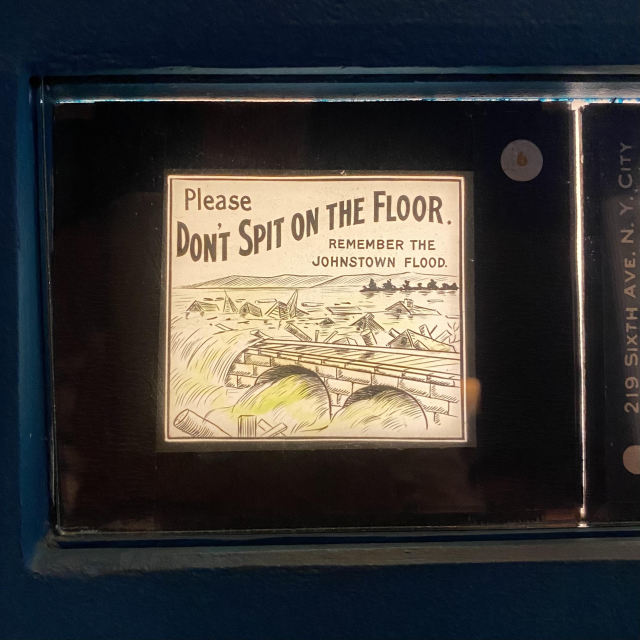 Please
DON'T SPIT ON THE FLOOR.
REMEMBER THE
JOHNSTOWN FLOOD.
219 SIXTH AVE. N. Y. CITY